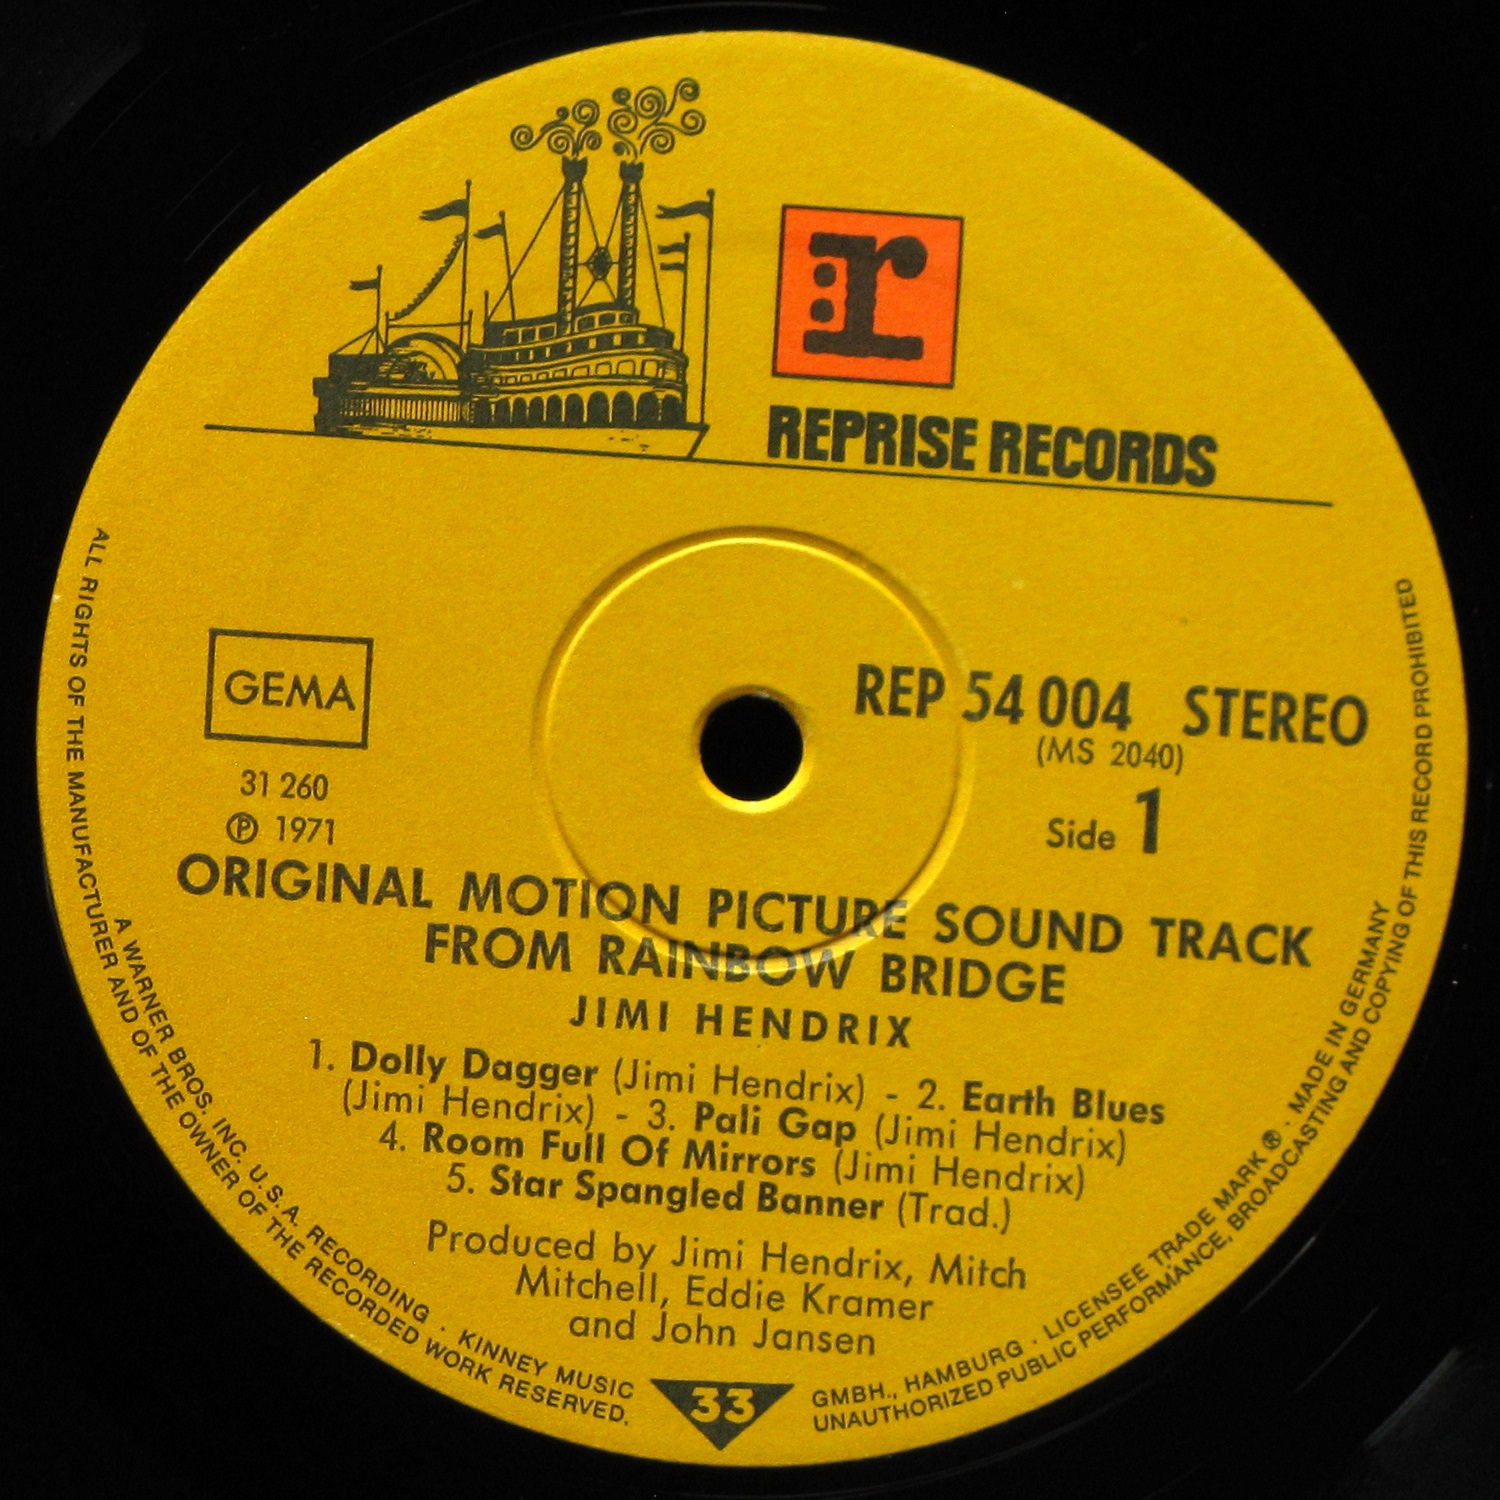 r
REPRISE RECORDS
GEMA
31 260
℗ 1971
REP 54 004 STEREO
(MS 2040)
Side 1
ORIGINAL MOTION PICTURE SOUND TRACK
FROM RAINBOW BRIDGE
JIMI HENDRIX
1. Dolly Dagger (Jimi Hendrix) - 2. Earth Blues
(Jimi Hendrix) - 3. Pali Gap (Jimi Hendrix)
4. Room Full Of Mirrors (Jimi Hendrix)
5. Star Spangled Banner (Trad.)
Produced by Jimi Hendrix, Mitch
Mitchell, Eddie Kramer
and John Jansen
33
ALL RIGHTS OF THE MANUFACTURER AND OF THE OWNER OF THE RECORDED WORK RESERVED. UNAUTHORIZED PUBLIC PERFORMANCE, BROADCASTING AND COPYING OF THIS RECORD PROHIBITED
A WARNER BROS. INC. U.S.A. RECORDING · KINNEY MUSIC GMBH., HAMBURG · LICENSEE TRADE MARK ® · MADE IN GERMANY